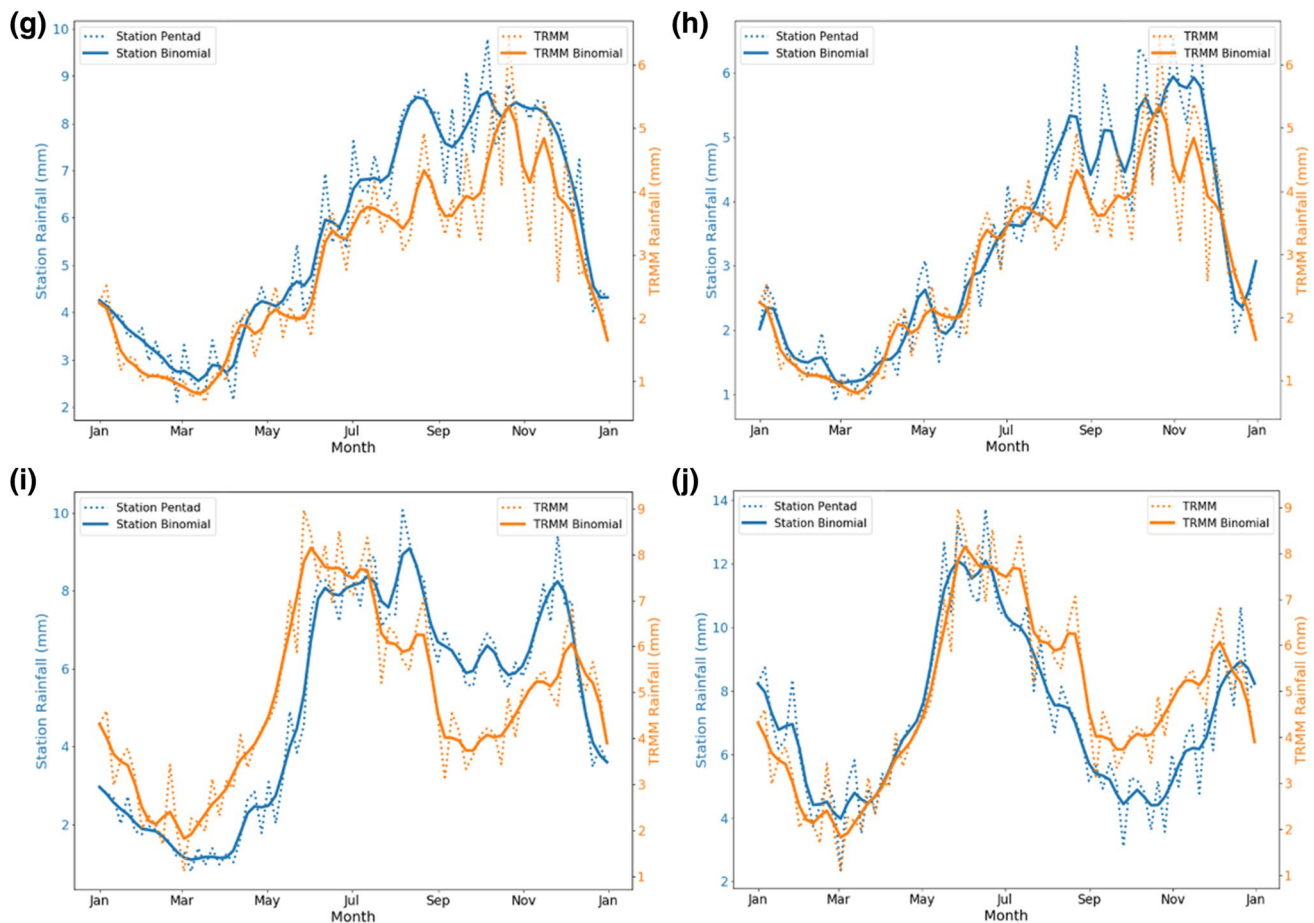 (g)
Station Pentad
Station Binomial
TRMM
TRMM Binomial
10
9
8
7
6
5
4
3
2
Station Rainfall (mm)
6
5
4
3
2
1
TRMM Rainfall (mm)
Jan Mar May Jul Sep Nov Jan
Month
(h)
Station Pentad
Station Binomial
TRMM
TRMM Binomial
6
5
4
3
2
1
Station Rainfall (mm)
6
5
4
3
2
1
TRMM Rainfall (mm)
Jan Mar May Jul Sep Nov Jan
Month
(i)
Station Pentad
Station Binomial
TRMM
TRMM Binomial
10
8
6
4
2
Station Rainfall (mm)
9
8
7
6
5
4
3
2
1
TRMM Rainfall (mm)
Jan Mar May Jul Sep Nov Jan
Month
(j)
Station Pentad
Station Binomial
TRMM
TRMM Binomial
14
12
10
8
6
4
2
Station Rainfall (mm)
9
8
7
6
5
4
3
2
1
TRMM Rainfall (mm)
Jan Mar May Jul Sep Nov Jan
Month